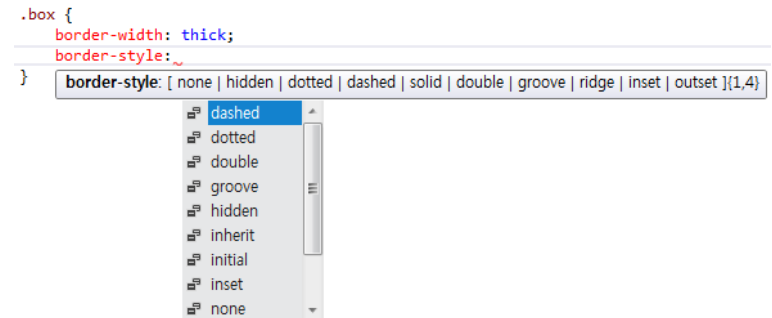 .box {
border-width: thick;
border-style:
}
border-style: [ none | hidden | dotted | dashed | solid | double | groove | ridge | inset | outset ]{1,4}
dashed
dotted
double
groove
hidden
inherit
initial
inset
none